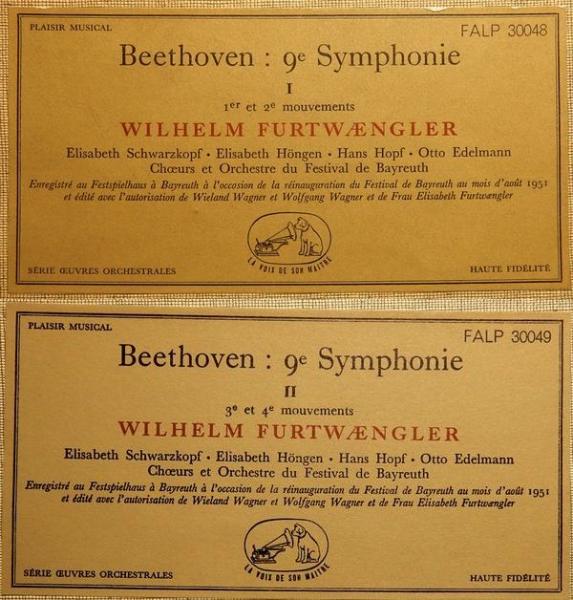 PLAISIR MUSICAL
FALP 30048
Beethoven : 9e Symphonie
I
1er et 2e mouvements
WILHELM FURTWÆNGLER
Elisabeth Schwarzkopf • Elisabeth Höngen • Hans Hopf • Otto Edelmann
Chœurs et Orchestre du Festival de Bayreuth
Enregistré au Festspielhaus à Bayreuth à l'occasion de la réinauguration du Festival de Bayreuth au mois d'août 1951
et édité avec l'autorisation de Wieland Wagner et Wolfgang Wagner et de Frau Elisabeth Furtwængler
LA VOIX DE SON MAITRE
SÉRIE ŒUVRES ORCHESTRALES
HAUTE FIDÉLITÉ
PLAISIR MUSICAL
FALP 30049
Beethoven : 9e Symphonie
II
3e et 4e mouvements
WILHELM FURTWÆNGLER
Elisabeth Schwarzkopf • Elisabeth Höngen • Hans Hopf • Otto Edelmann
Chœurs et Orchestre du Festival de Bayreuth
Enregistré au Festspielhaus à Bayreuth à l'occasion de la réinauguration du Festival de Bayreuth au mois d'août 1951
et édité avec l'autorisation de Wieland Wagner et Wolfgang Wagner et de Frau Elisabeth Furtwængler
LA VOIX DE SON MAITRE
SÉRIE ŒUVRES ORCHESTRALES
HAUTE FIDÉLITÉ